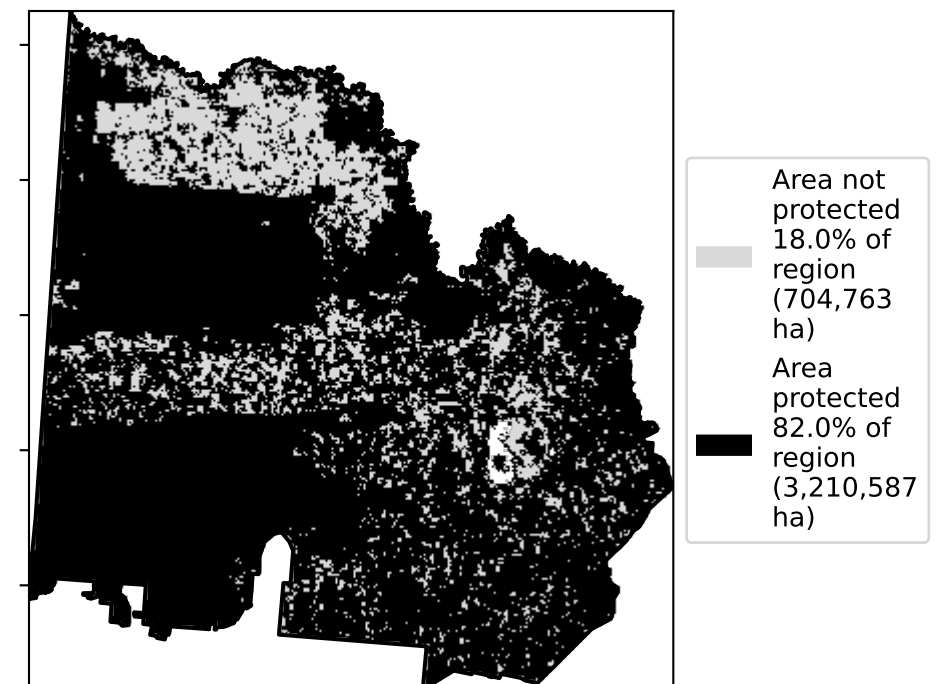 Area not
protected
18.0% of
region
(704,763
ha)
Area
protected
82.0% of
region
(3,210,587
ha)